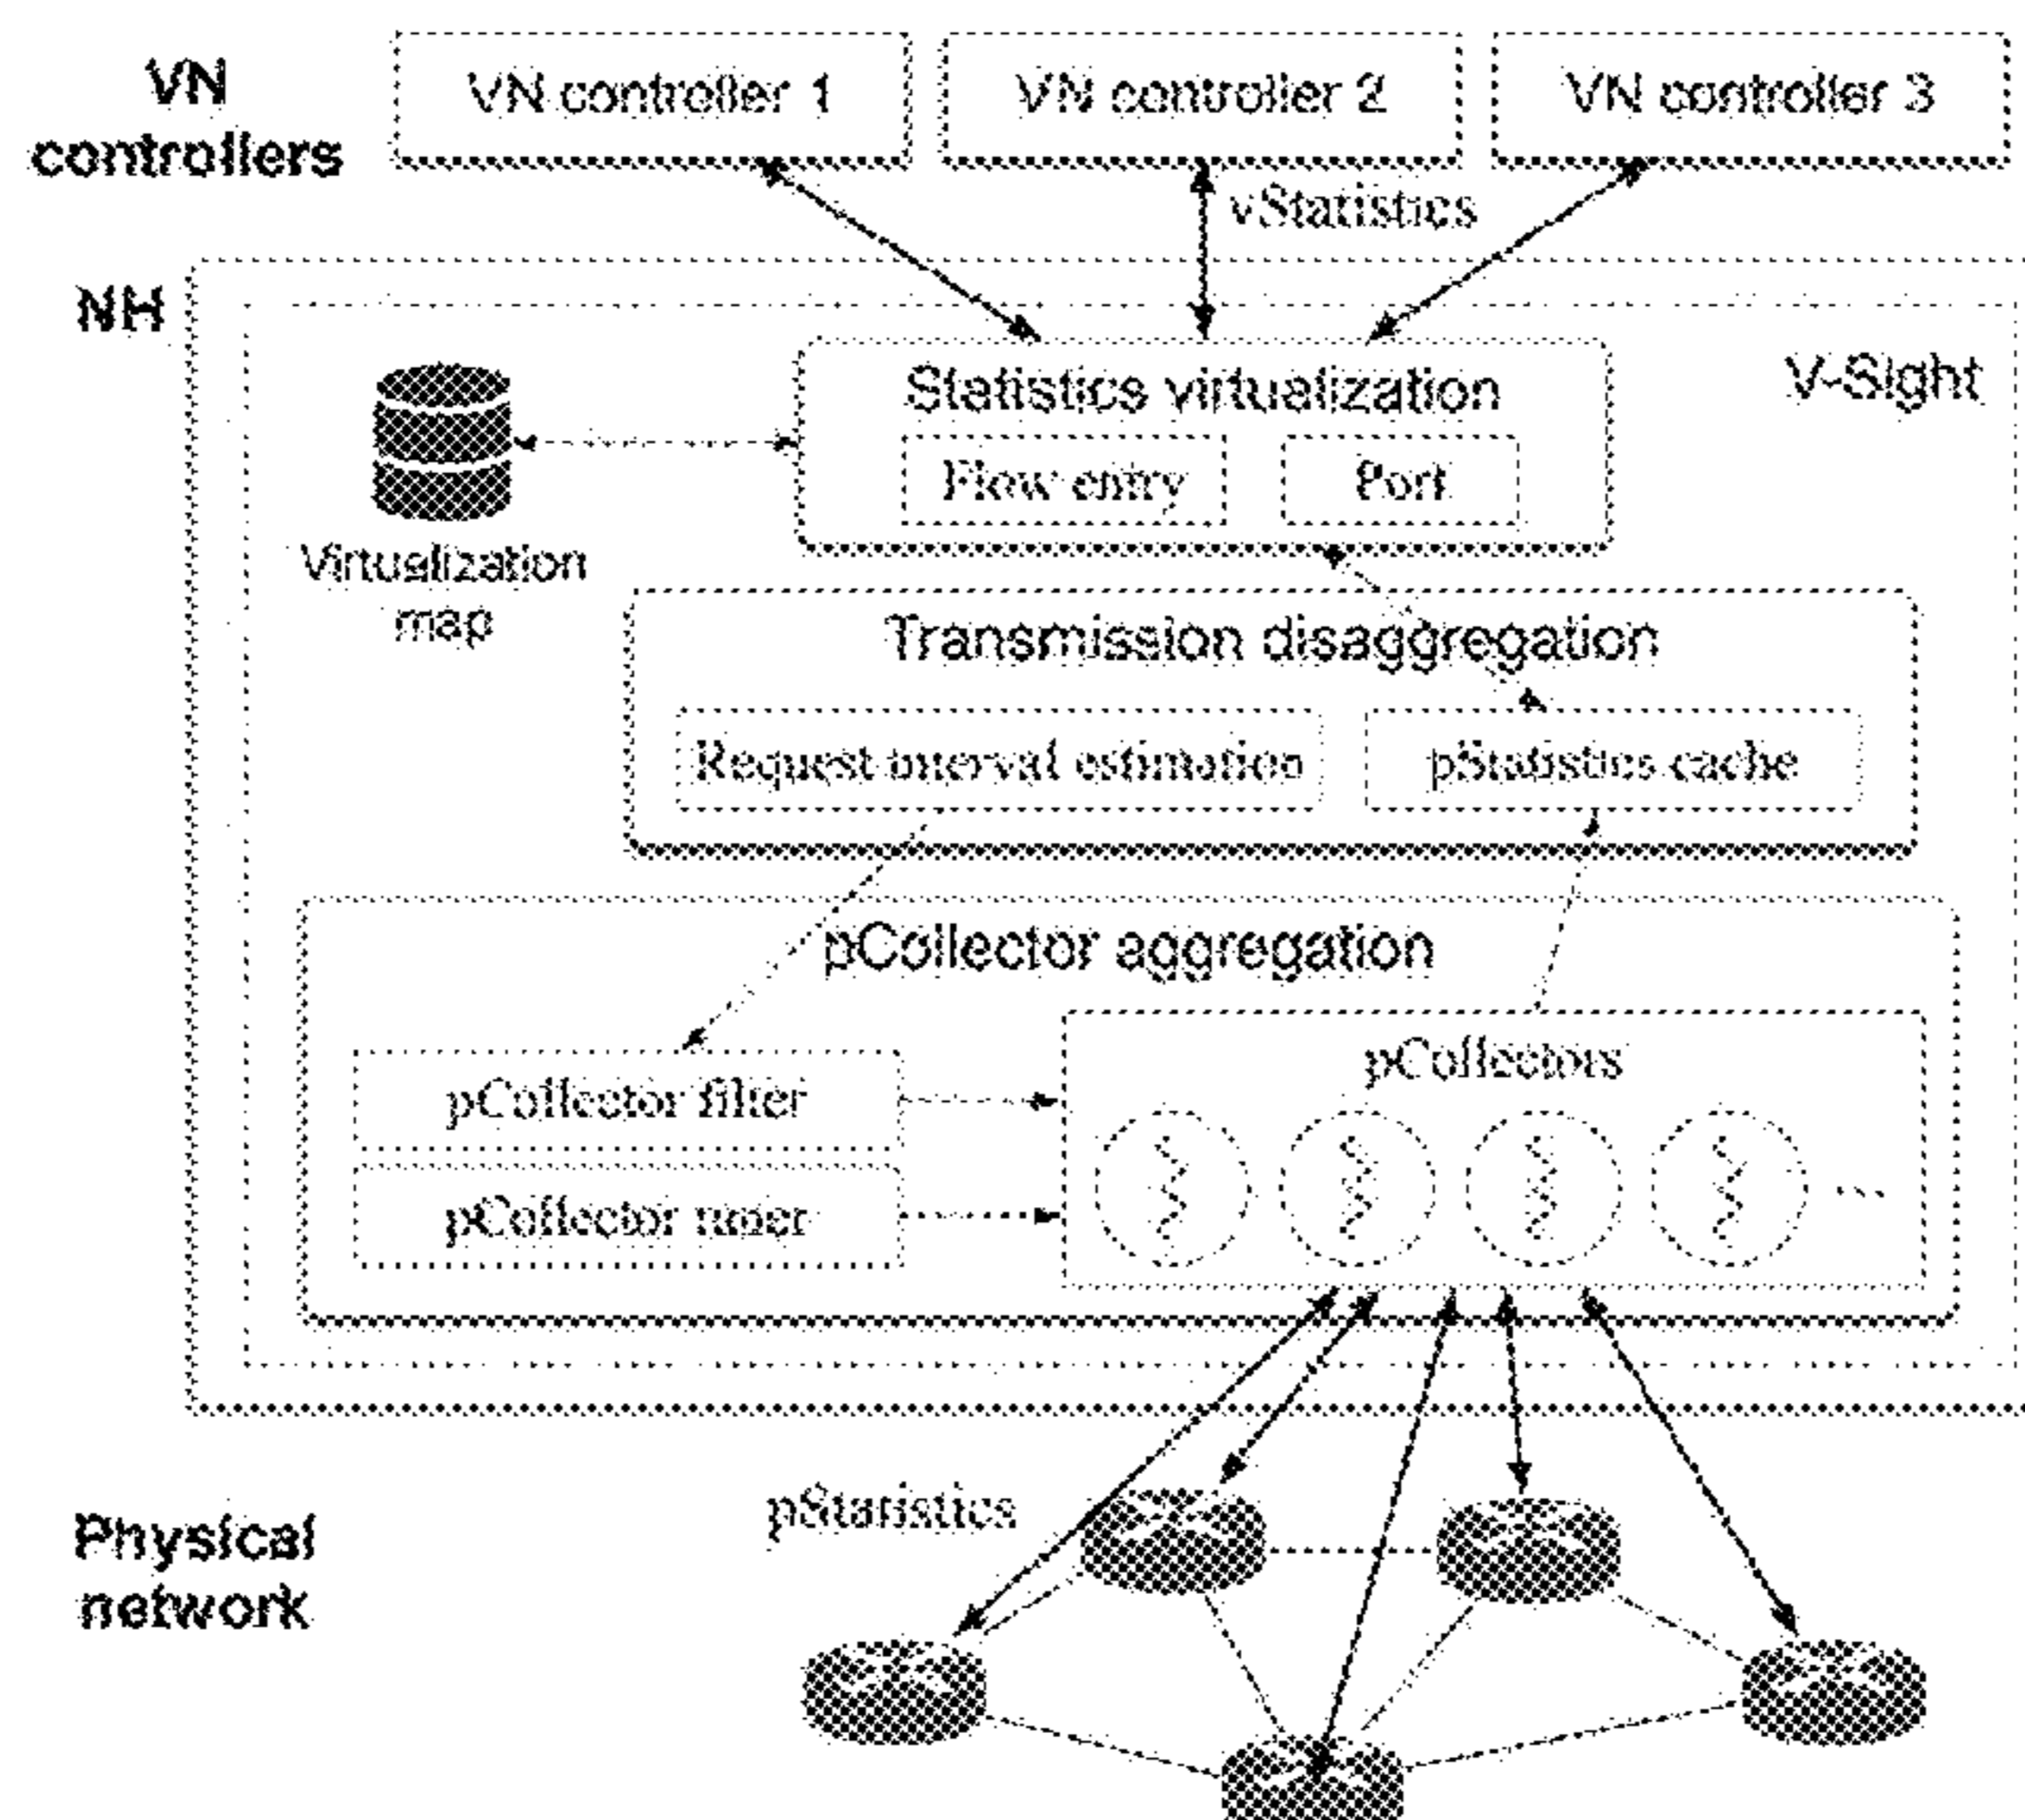 VN
controllers
VN controller 1
VN controller 2
VN controller 3
vStatistics
NH
V-Sight
Statistics virtualization
Flow entry
Port
Virtualization
map
Transmission disaggregation
Request interval estimation
pStatistics cache
pCollector aggregation
pCollector filter
pCollectors
pCollector tuner
...
pStatistics
Physical
network